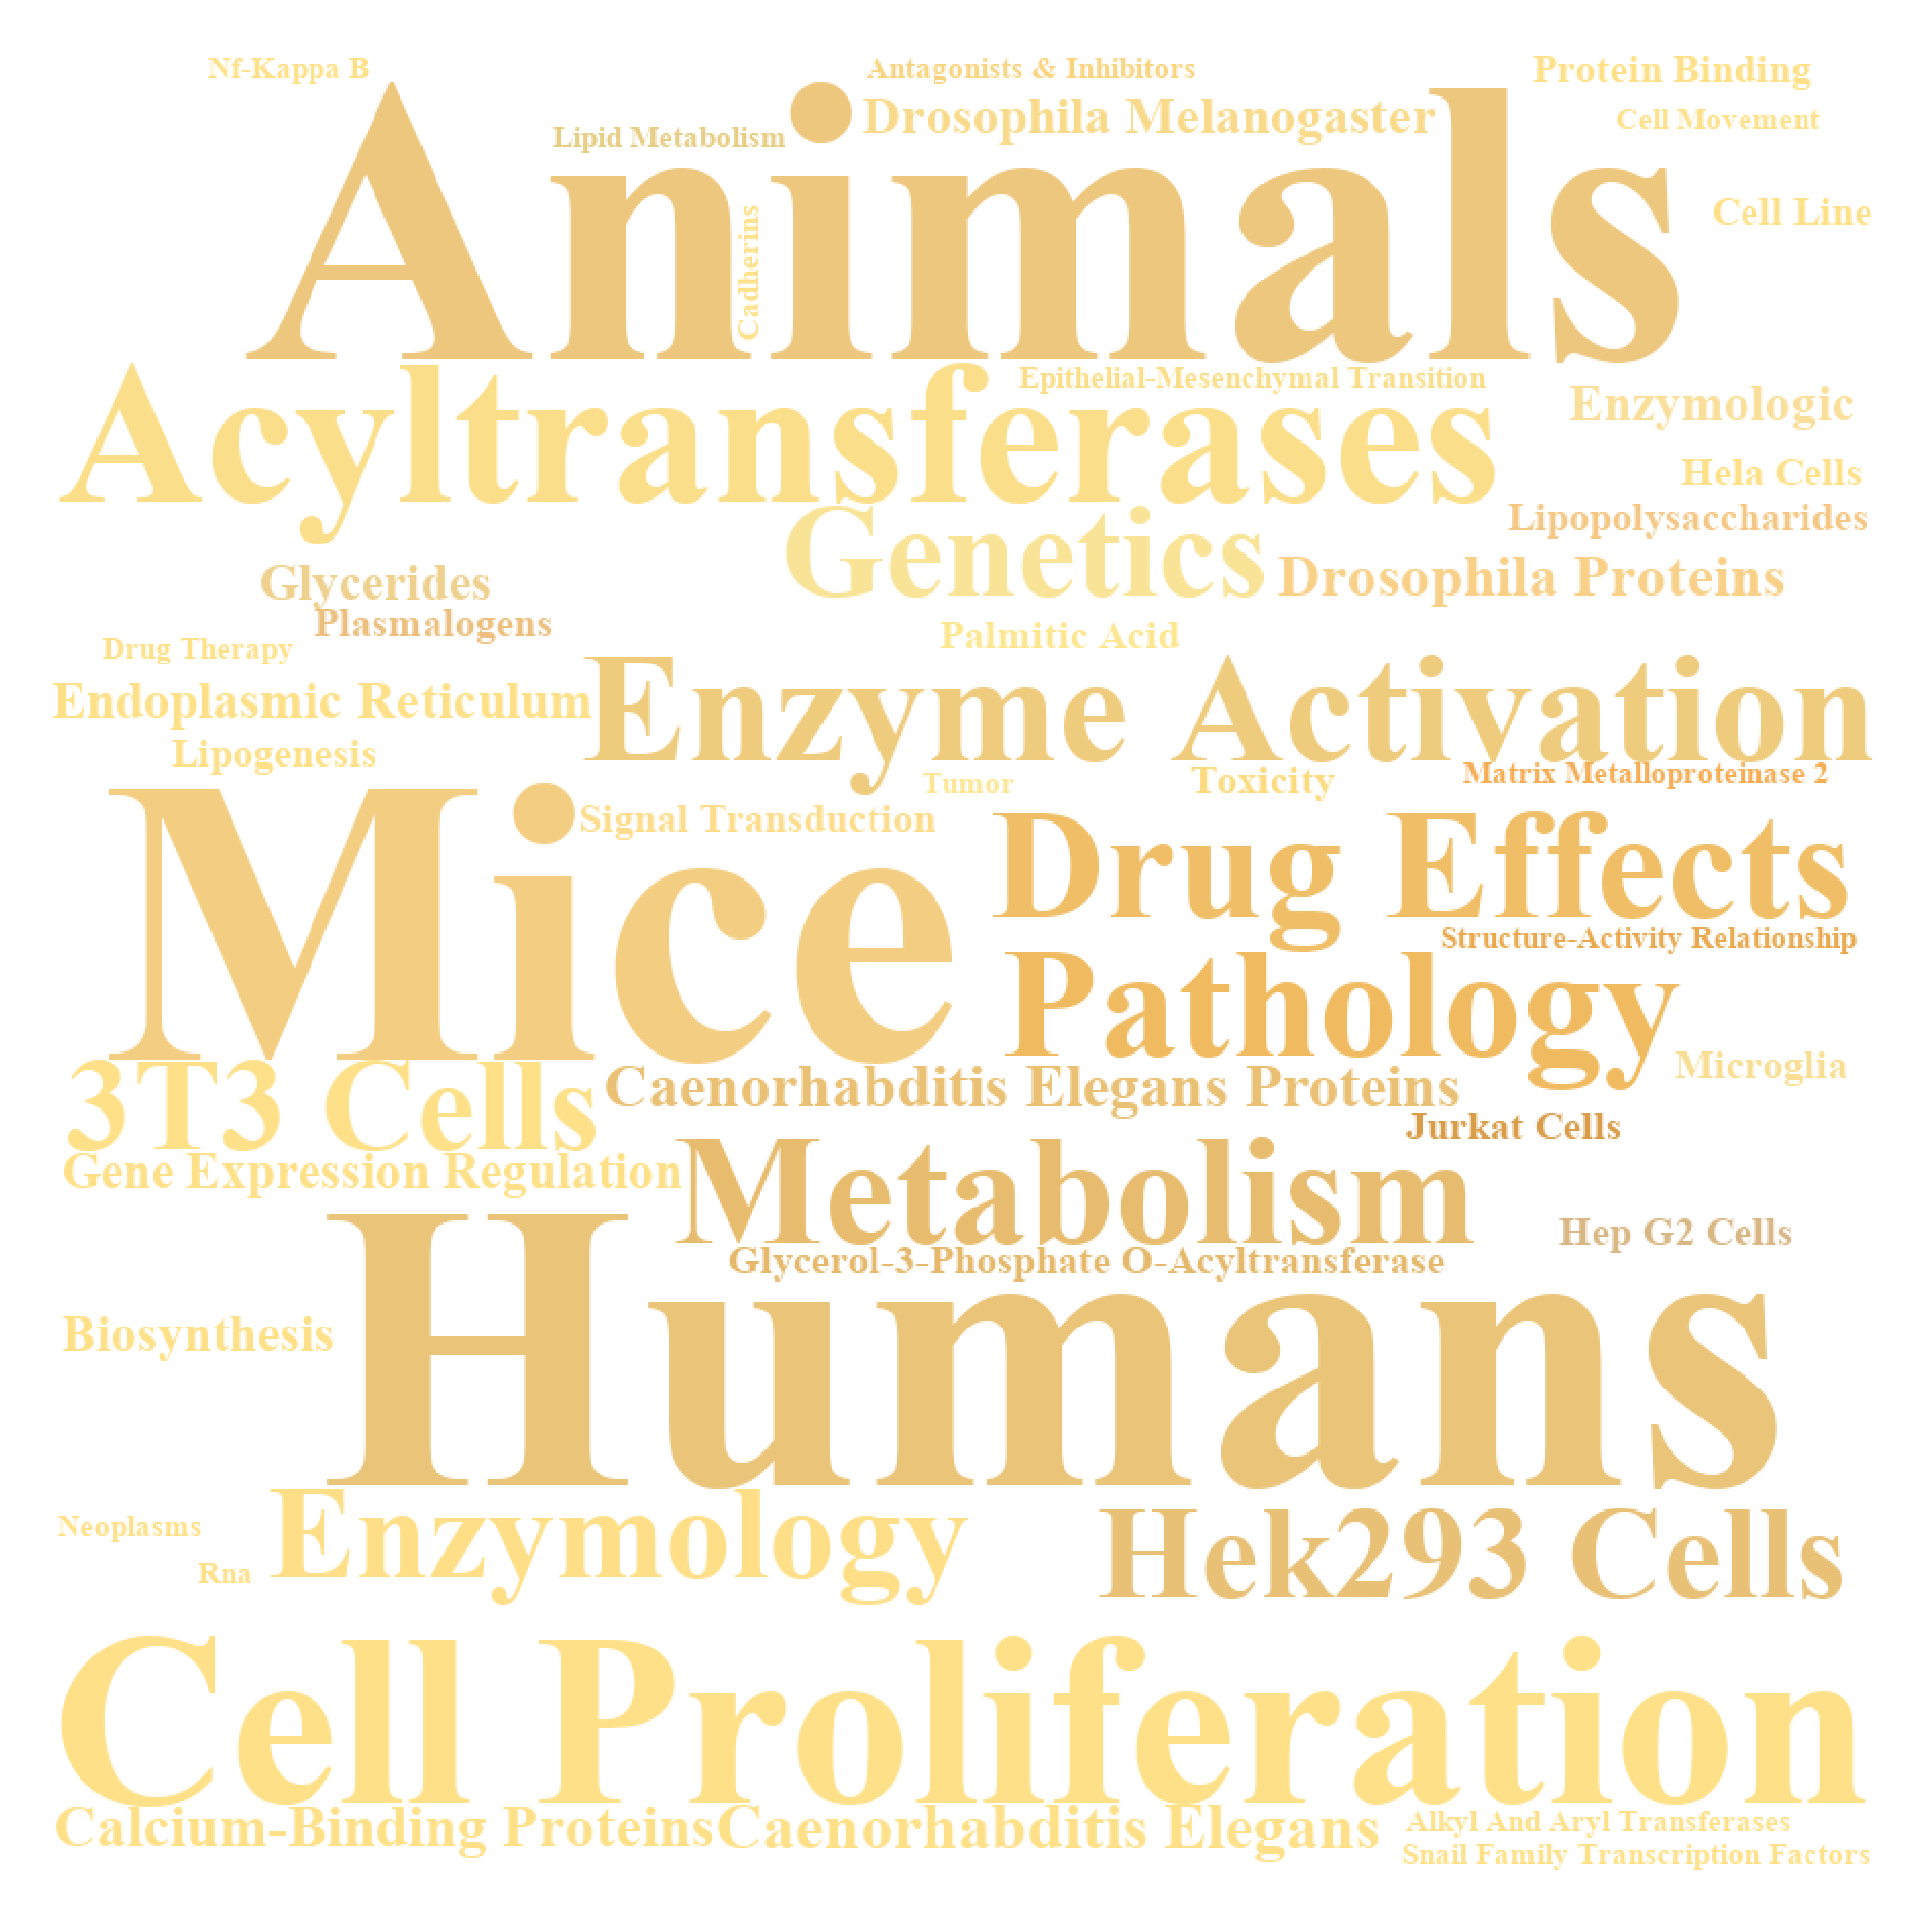 Nf-Kappa B
Antagonists & Inhibitors
Protein Binding
Drosophila Melanogaster
Cell Movement
Lipid Metabolism
Animals
Cell Line
Cadherins
Epithelial-Mesenchymal Transition
Acyltransferases
Enzymologic
Hela Cells
Lipopolysaccharides
Genetics
Glycerides
Drosophila Proteins
Plasmalogens
Palmitic Acid
Drug Therapy
Endoplasmic Reticulum
Enzyme Activation
Lipogenesis
Tumor
Toxicity
Matrix Metalloproteinase 2
Signal Transduction
Mice
Drug Effects
Structure-Activity Relationship
Pathology
Microglia
3T3 Cells
Caenorhabditis Elegans Proteins
Jurkat Cells
Gene Expression Regulation
Metabolism
Hep G2 Cells
Glycerol-3-Phosphate O-Acyltransferase
Biosynthesis
Humans
Neoplasms
Enzymology
Hek293 Cells
Rna
Cell Proliferation
Calcium-Binding Proteins
Caenorhabditis Elegans
Alkyl And Aryl Transferases
Snail Family Transcription Factors